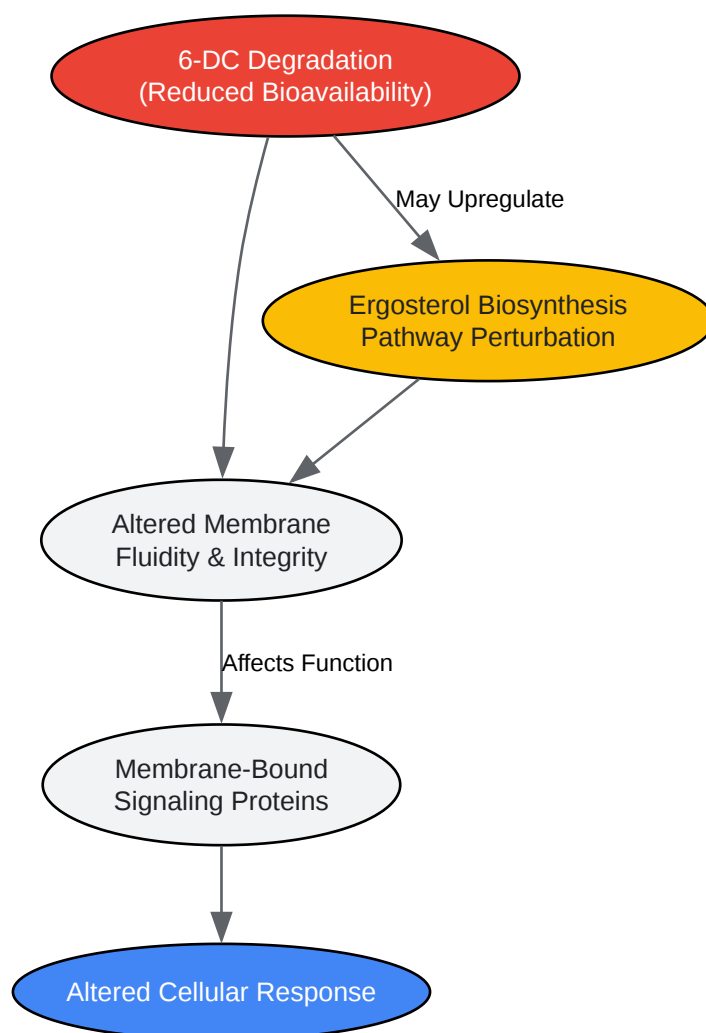 6-DC Degradation
(Reduced Bioavailability)
May Upregulate
Ergosterol Biosynthesis
Pathway Perturbation
Altered Membrane
Fluidity & Integrity
Affects Function
Membrane-Bound
Signaling Proteins
Altered Cellular Response